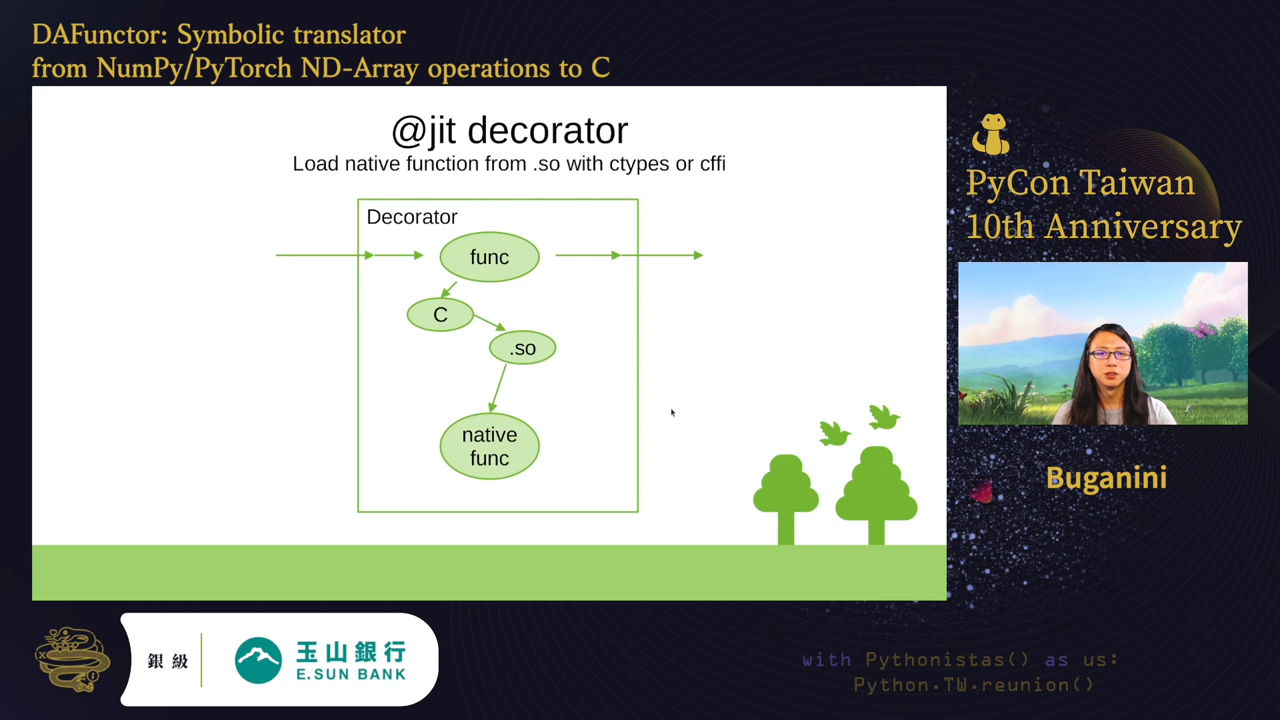 DAFunctor: Symbolic translator
from NumPy/PyTorch ND-Array operations to C
@jit decorator
Load native function from .so with ctypes or cffi
Decorator
func
C
.so
native
func
PyCon Taiwan
10th Anniversary
Buganini
銀級
玉山銀行
E.SUN BANK
with Pythonistas() as us:
Python.TW.reunion()